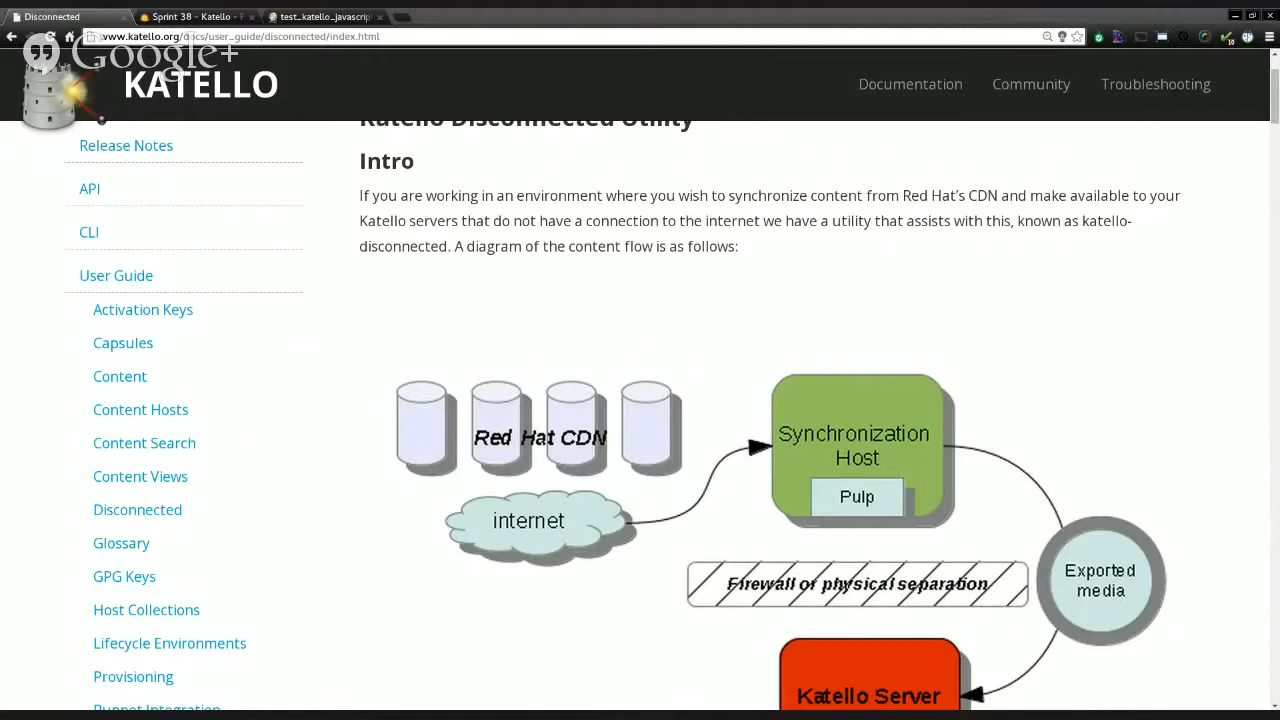 Disconnected
Sprint 38 - Katello - F
test_katello_javascrip
www.katello.org/docs/user_guide/disconnected/index.html
Google+
KATELLO
Documentation
Community
Troubleshooting
Release Notes
API
CLI
User Guide
Activation Keys
Capsules
Content
Content Hosts
Content Search
Content Views
Disconnected
Glossary
GPG Keys
Host Collections
Lifecycle Environments
Provisioning
Puppet Integration
Katello Disconnected Utility
Intro
If you are working in an environment where you wish to synchronize content from Red Hat's CDN and make available to your
Katello servers that do not have a connection to the internet we have a utility that assists with this, known as katello-
disconnected. A diagram of the content flow is as follows:
Red Hat CDN
internet
Synchronization
Host
Pulp
Firewall or physical separation
Exported
media
Katello Server